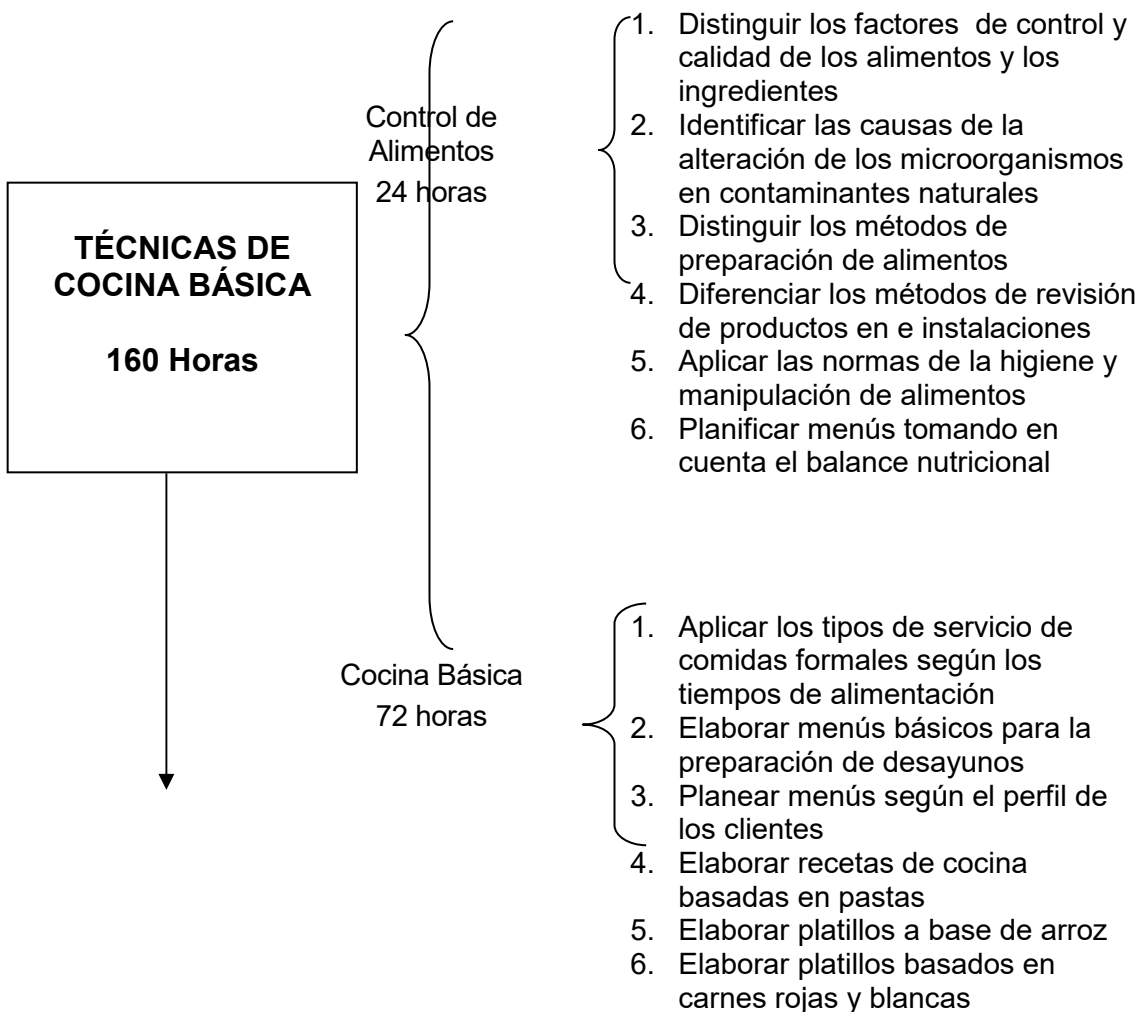 TÉCNICAS DE
COCINA BÁSICA
160 Horas
Control de
Alimentos
24 horas
1. Distinguir los factores  de control y
calidad de los alimentos y los
ingredientes
2. Identificar las causas de la
alteración de los microorganismos
en contaminantes naturales
3. Distinguir los métodos de
preparación de alimentos
4. Diferenciar los métodos de revisión
de productos en e instalaciones
5. Aplicar las normas de la higiene y
manipulación de alimentos
6. Planificar menús tomando en
cuenta el balance nutricional
Cocina Básica
72 horas
1. Aplicar los tipos de servicio de
comidas formales según los
tiempos de alimentación
2. Elaborar menús básicos para la
preparación de desayunos
3. Planear menús según el perfil de
los clientes
4. Elaborar recetas de cocina
basadas en pastas
5. Elaborar platillos a base de arroz
6. Elaborar platillos basados en
carnes rojas y blancas